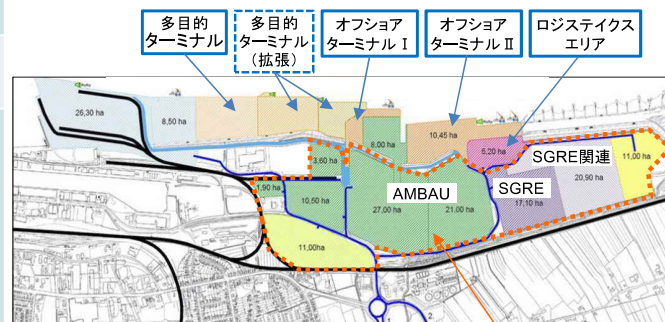 多目的
ターミナル
多目的
ターミナル
（拡張）
オフショア
ターミナルⅠ
オフショア
ターミナルⅡ
ロジステイクス
エリア
26,30 ha
8,50 ha
8,00 ha
10,45 ha
6,20 ha
3,60 ha
SGRE関連
11,00 ha
1,90 ha
10,50 ha
AMBAU
SGRE
20,90 ha
27,00 ha
21,00 ha
17,10 ha
11,00ha
1.
2.